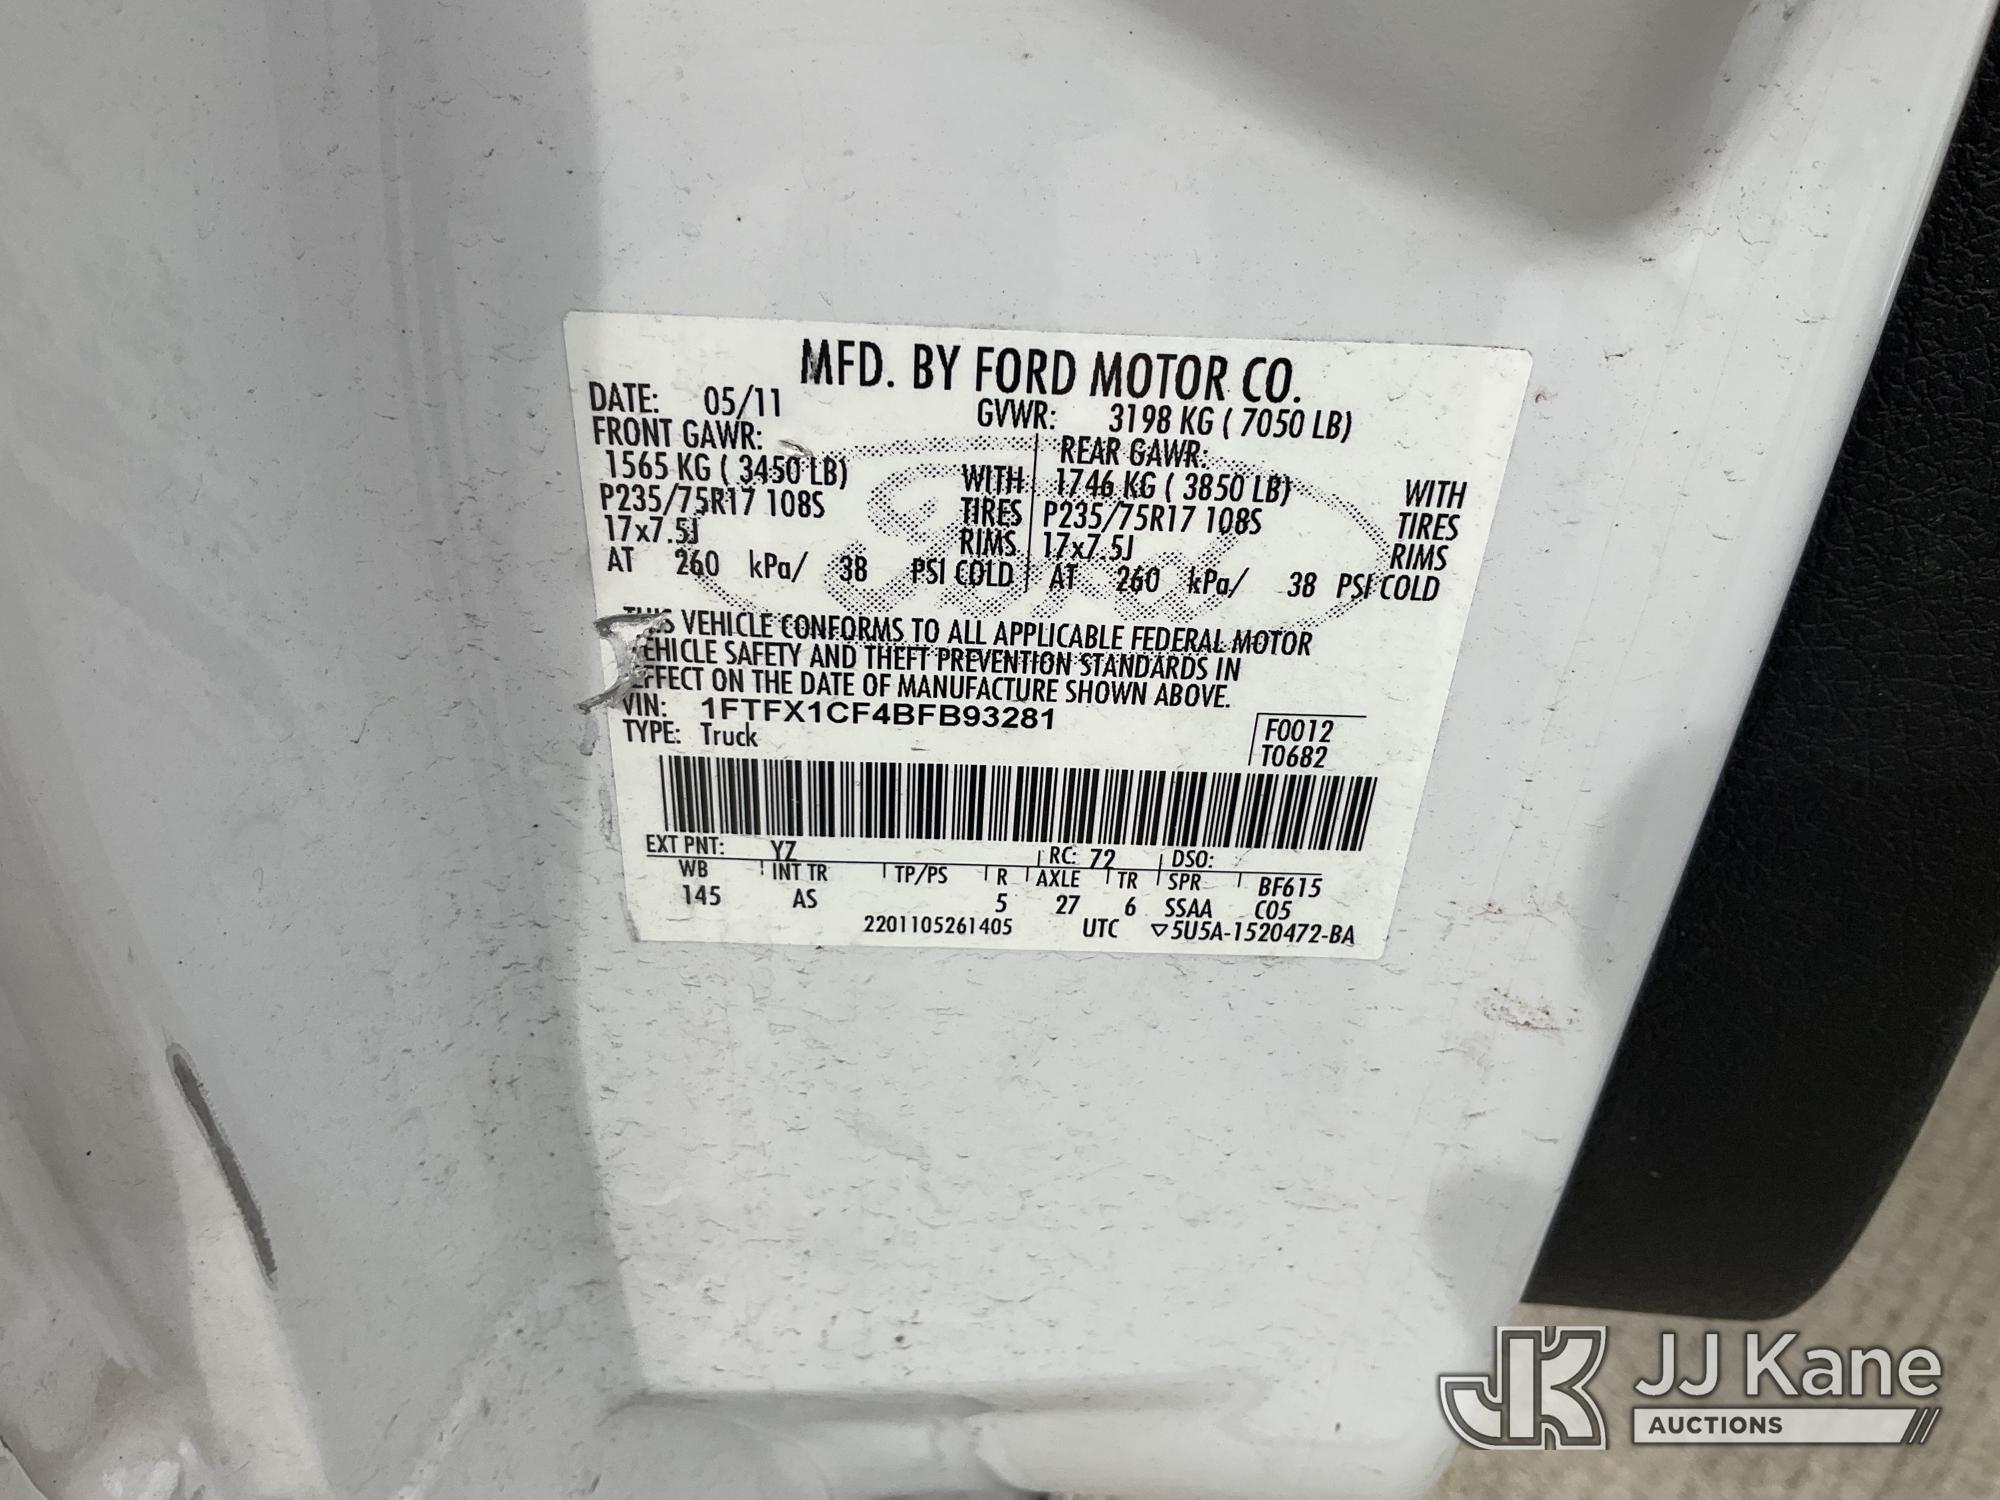 MFD. BY FORD MOTOR CO.
DATE: 05/11 GVWR: 3198 KG ( 7050 LB)
FRONT GAWR: REAR GAWR:
1565 KG ( 3450 LB) WITH 1746 KG ( 3850 LB) WITH
P235/75R17 108S TIRES P235/75R17 108S TIRES
17x7.5J RIMS 17x7.5J RIMS
AT 260 kPa/ 38 PSI COLD AT 260 kPa/ 38 PSI COLD
THIS VEHICLE CONFORMS TO ALL APPLICABLE FEDERAL MOTOR
VEHICLE SAFETY AND THEFT PREVENTION STANDARDS IN
EFFECT ON THE DATE OF MANUFACTURE SHOWN ABOVE.
VIN: 1FTFX1CF4BFB93281 F0012
TYPE: Truck T0682
EXT PNT: YZ RC: 72 DSO:
WB INT TR TP/PS R AXLE TR SPR BF615
145 AS 5 27 6 SSAA C05
2201105261405 UTC ▽5U5A-1520472-BA
JK JJ Kane
AUCTIONS